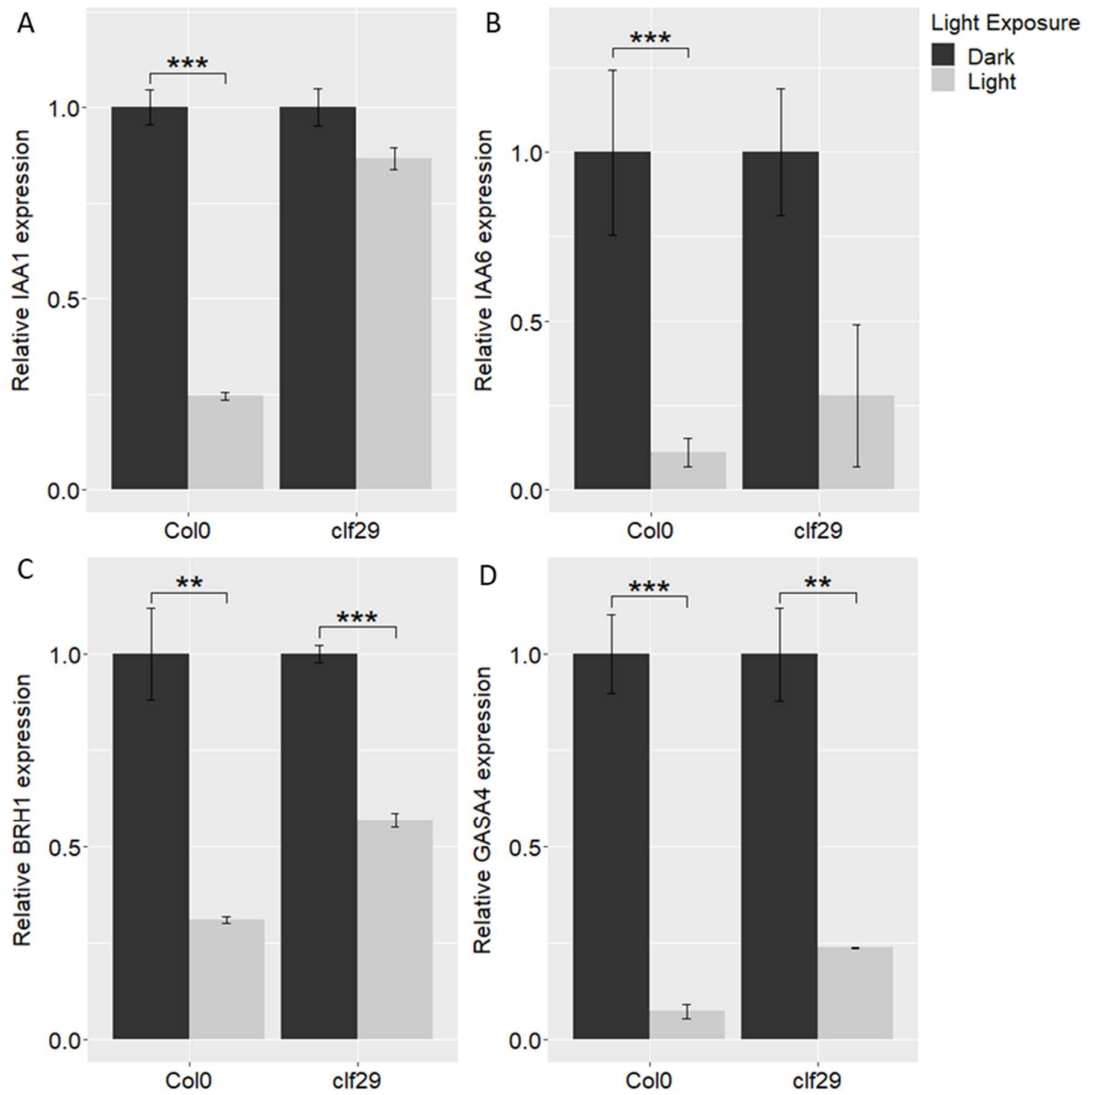 A
Relative IAA1 expression
1.0
0.5
0.0
***
Col0
clf29
B
Relative IAA6 expression
1.0
0.5
0.0
***
Col0
clf29
Light Exposure
Dark
Light
C
Relative BRH1 expression
1.0
0.5
0.0
**
***
Col0
clf29
D
Relative GASA4 expression
1.0
0.5
0.0
***
**
Col0
clf29